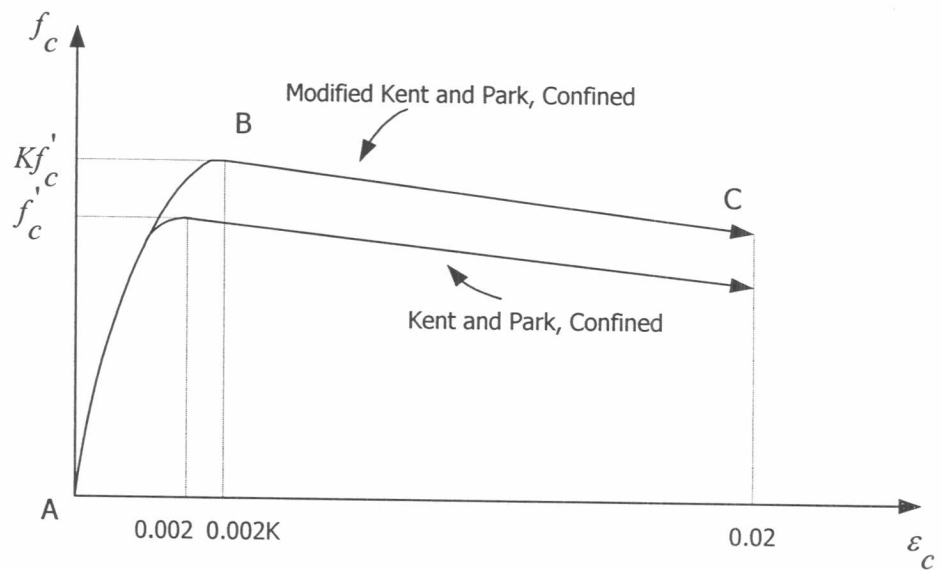 f_c
Modified Kent and Park, Confined
B
Kf'_c
C
f'_c
Kent and Park, Confined
A
0.002
0.002K
0.02
ε_c